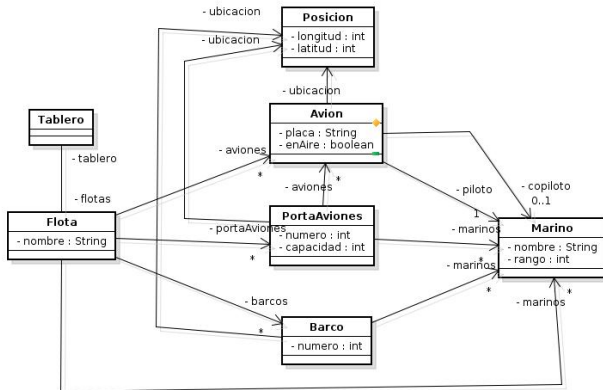 - ubicacion
Posicion
- longitud : int
- latitud : int
- ubicacion
- ubicacion
Avion
- placa : String
- enAire : boolean
Tablero
- tablero
- aviones
*
- flotas
- aviones
*
- piloto
1
- copiloto
0..1
Flota
- nombre : String
- portaAviones
*
PortaAviones
- numero : int
- capacidad : int
- marinos
*
Marino
- nombre : String
- rango : int
- marinos
*
- marinos
*
- barcos
*
Barco
- numero : int